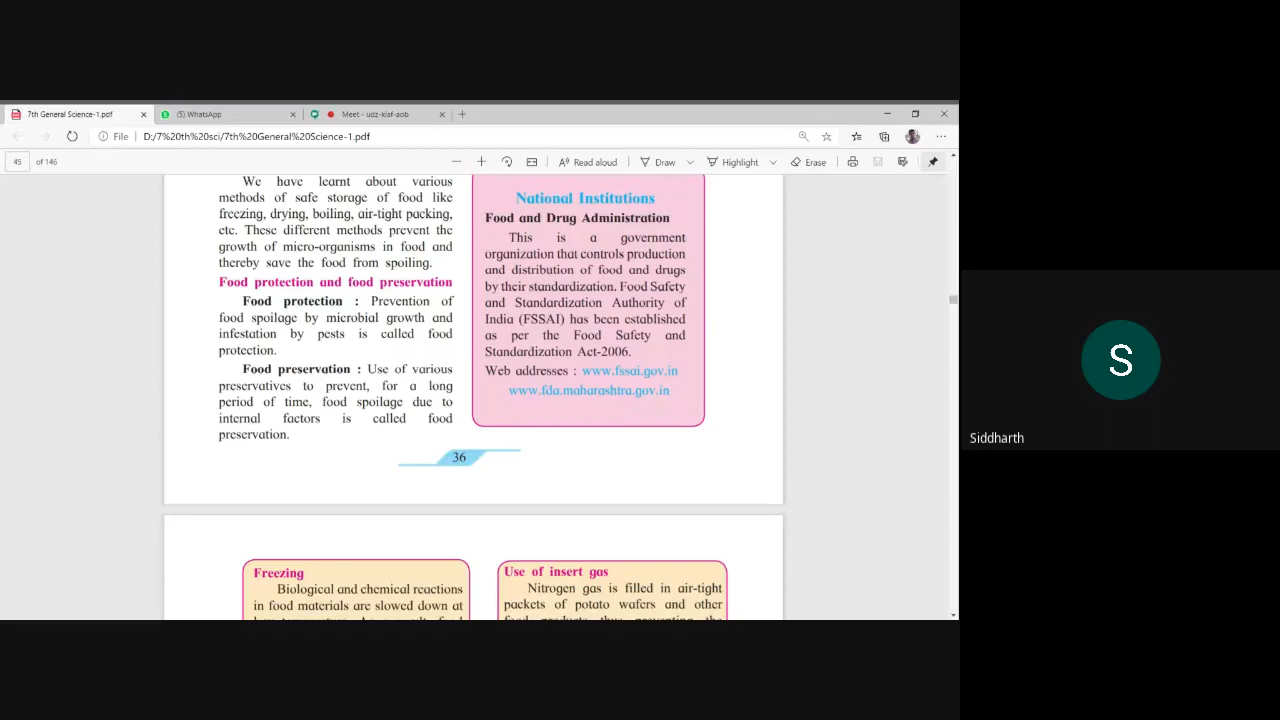 7th General Science-1.pdf
(5) WhatsApp
Meet - udz-kiaf-aob
File
D:/7%20th%20sci/7th%20General%20Science-1.pdf
45
of 146
Read aloud
Draw
Highlight
Erase
We have learnt about various
methods of safe storage of food like
freezing, drying, boiling, air-tight packing,
etc. These different methods prevent the
growth of micro-organisms in food and
thereby save the food from spoiling.
Food protection and food preservation
Food protection : Prevention of
food spoilage by microbial growth and
infestation by pests is called food
protection.
Food preservation : Use of various
preservatives to prevent, for a long
period of time, food spoilage due to
internal factors is called food
preservation.
National Institutions
Food and Drug Administration
This is a government
organization that controls production
and distribution of food and drugs
by their standardization. Food Safety
and Standardization Authority of
India (FSSAI) has been established
as per the Food Safety and
Standardization Act-2006.
Web addresses : www.fssai.gov.in
www.fda.maharashtra.gov.in
36
Freezing
Biological and chemical reactions
in food materials are slowed down at
Use of insert gas
Nitrogen gas is filled in air-tight
packets of potato wafers and other
S
Siddharth